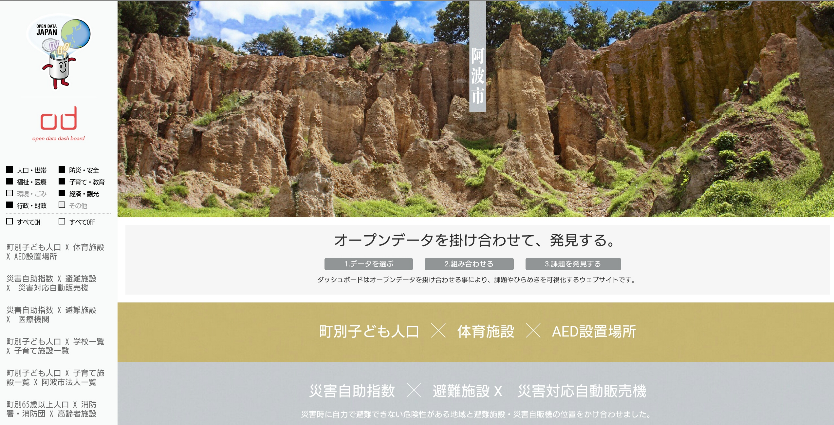 OPEN DATA
JAPAN
od
open data dash board
人口・世帯
防災・安全
福祉・医療
子育て・教育
環境・ごみ
経済・観光
行政・財政
その他
すべてON
すべてOFF
町別子ども人口 X 体育施設
X AED設置場所
災害自助指数 X 避難施設
X 災害対応自動販売機
災害自助指数 X 避難施設
X 医療機関
町別子ども人口 X 学校一覧
X 子育て施設一覧
町別子ども人口 X 子育て施
設一覧 X 阿波市法人一覧
町別65歳以上人口 X 消防
署・消防団 X 高齢者施設
阿波市
オープンデータを掛け合わせて、発見する。
1.データを選ぶ
2.組み合わせる
3.課題を発見する
ダッシュボードはオープンデータを掛け合わせる事により、課題やひらめきを可視化するウェブサイトです。
町別子ども人口 X 体育施設 X AED設置場所
災害自助指数 X 避難施設 X 災害対応自動販売機
災害時に自力で避難できない危険性がある地域と避難施設・災害自販機の位置をかけ合わせました。